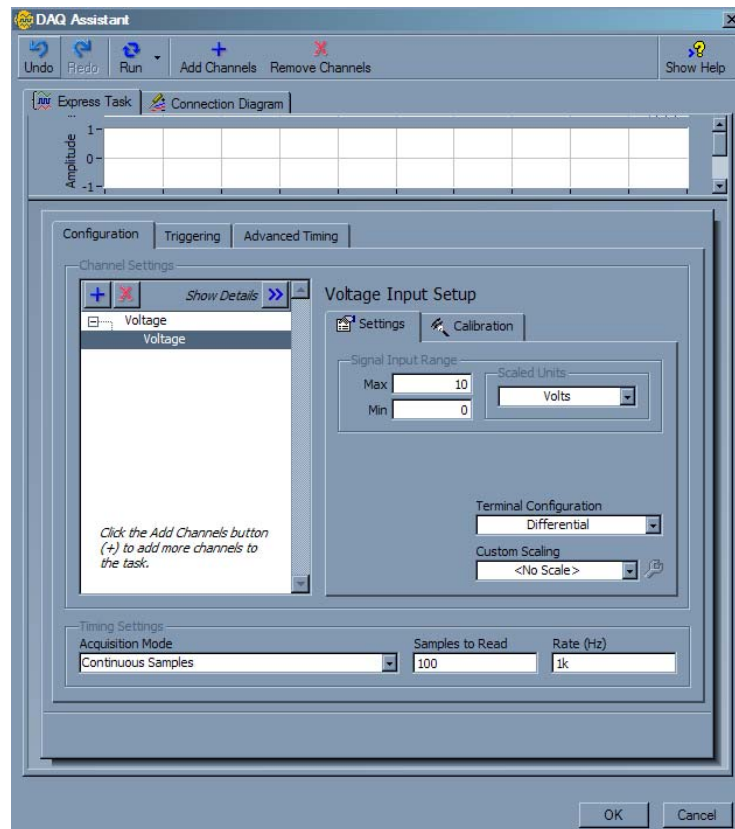 DAQ Assistant
Undo Redo Run Add Channels Remove Channels Show Help
Express Task Connection Diagram
Amplitude
1
0
-1
Configuration Triggering Advanced Timing
Channel Settings
Show Details
Voltage
Voltage
Click the Add Channels button
(+) to add more channels to
the task.
Voltage Input Setup
Settings Calibration
Signal Input Range
Max 10
Min 0
Scaled Units
Volts
Terminal Configuration
Differential
Custom Scaling
<No Scale>
Timing Settings
Acquisition Mode Samples to Read Rate (Hz)
Continuous Samples 100 1k
OK Cancel